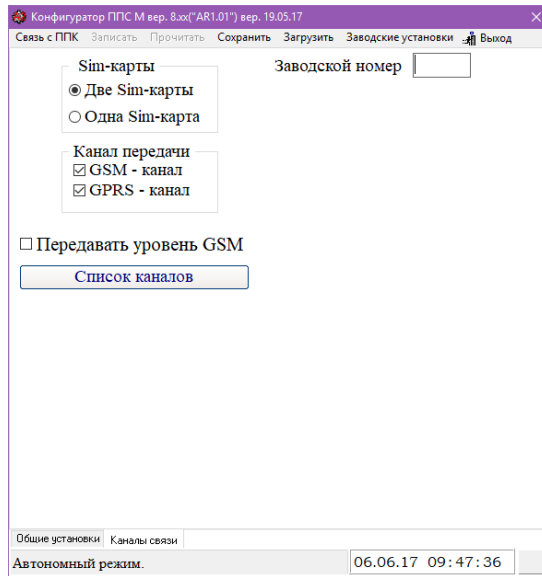 Конфигуратор ППС М вер. 8.xx("AR1.01") вер. 19.05.17
Связь с ППК Записать Прочитать Сохранить Загрузить Заводские установки Выход
Sim-карты
Заводской номер
Две Sim-карты
Одна Sim-карта
Канал передачи
GSM - канал
GPRS - канал
Передавать уровень GSM
Список каналов
Общие установки Каналы связи
Автономный режим. 06.06.17 09:47:36